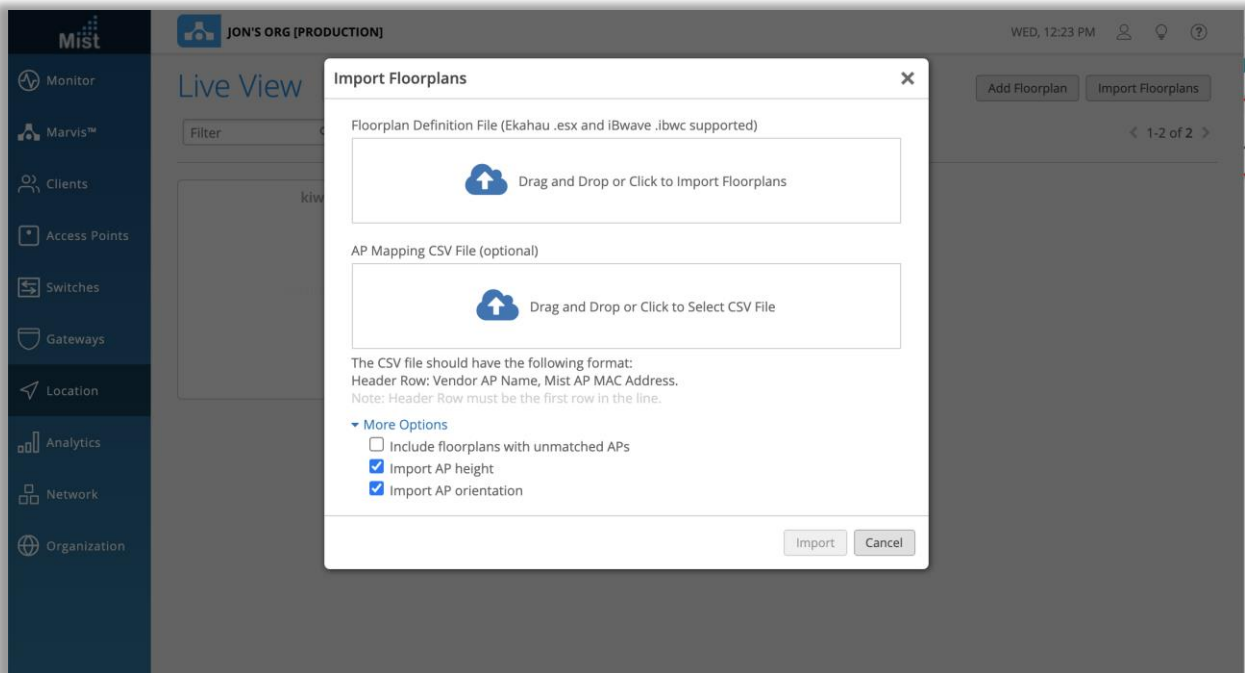 Mist
JON'S ORG [PRODUCTION]
WED, 12:23 PM
Monitor
Marvis™
Clients
Access Points
Switches
Gateways
Location
Analytics
Network
Organization
Live View
Add Floorplan
Import Floorplans
Filter
1-2 of 2
kiw
Import Floorplans
Floorplan Definition File (Ekahau .esx and iBwave .ibwc supported)
Drag and Drop or Click to Import Floorplans
AP Mapping CSV File (optional)
Drag and Drop or Click to Select CSV File
The CSV file should have the following format:
Header Row: Vendor AP Name, Mist AP MAC Address.
Note: Header Row must be the first row in the line.
More Options
Include floorplans with unmatched APs
Import AP height
Import AP orientation
Import
Cancel